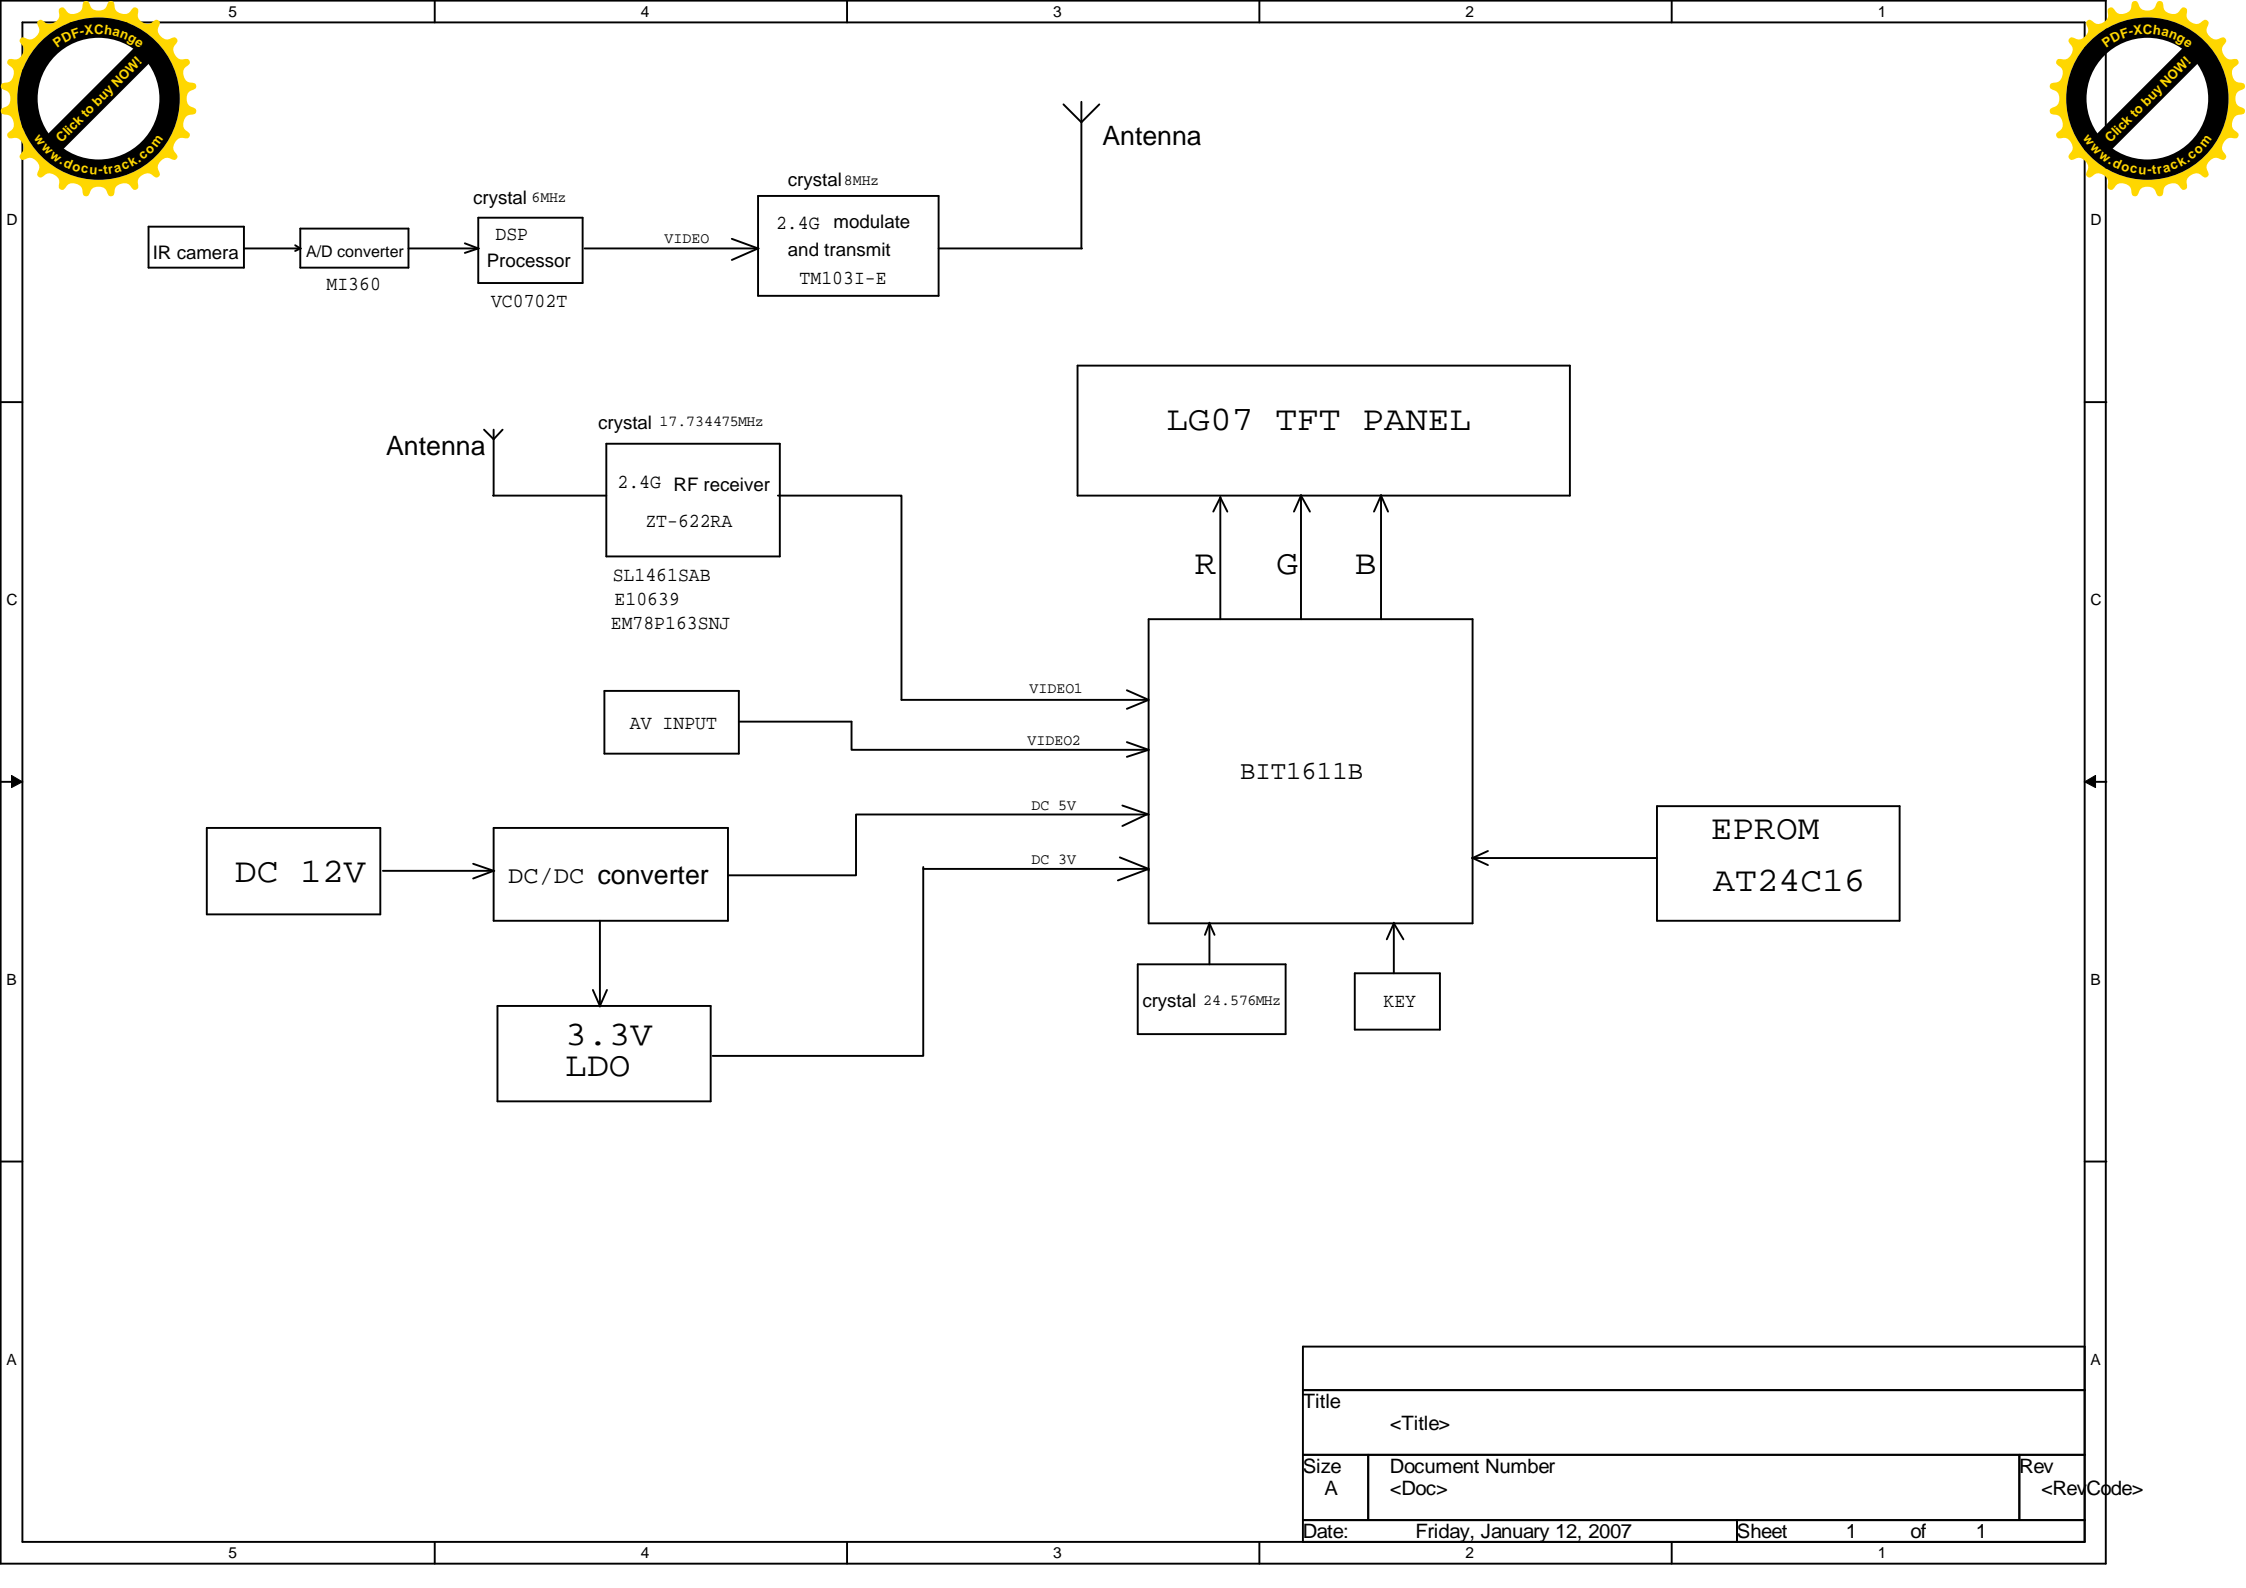 5 4 3 2 1
PDF-XChange
Click to buy NOW!
www.docu-track.com
PDF-XChange
Click to buy NOW!
www.docu-track.com
Antenna
crystal 8MHz
crystal 6MHz
D
D
IR camera
A/D converter
MI360
DSP
Processor
VC0702T
VIDEO
2.4G modulate
and transmit
TM103I-E
LG07 TFT PANEL
crystal 17.734475MHz
Antenna
2.4G RF receiver
ZT-622RA
SL1461SAB
E10639
EM78P163SNJ
R G B
C
C
VIDEO1
AV INPUT
VIDEO2
BIT1611B
DC 5V
DC 3V
DC 12V
DC/DC converter
EPROM
AT24C16
3.3V
LDO
crystal 24.576MHz
KEY
B
B
A
A
Title
<Title>
Size
A
Document Number
<Doc>
Rev
<RevCode>
Date: Friday, January 12, 2007
Sheet 1 of 1
5 4 3 2 1